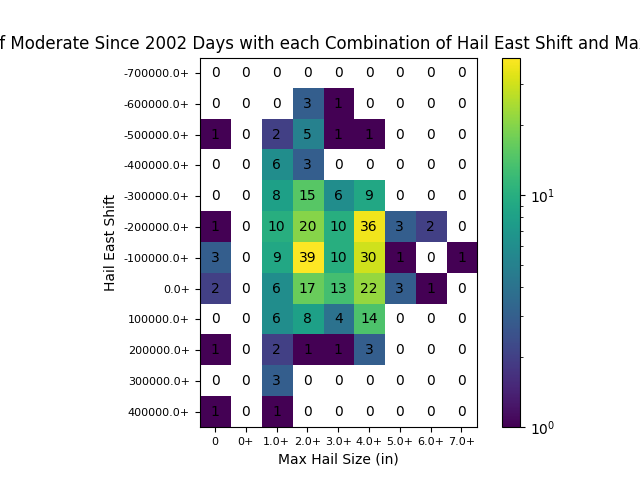 f Moderate Since 2002 Days with each Combination of Hail East Shift and Ma
-700000.0+ 0 0 0 0 0 0 0 0 0
-600000.0+ 0 0 0 3 1 0 0 0 0
-500000.0+ 1 0 2 5 1 1 0 0 0
-400000.0+ 0 0 6 3 0 0 0 0 0
-300000.0+ 0 0 8 15 6 9 0 0 0
-200000.0+ 1 0 10 20 10 36 3 2 0
-100000.0+ 3 0 9 39 10 30 1 0 1
0.0+ 2 0 6 17 13 22 3 1 0
100000.0+ 0 0 6 8 4 14 0 0 0
200000.0+ 1 0 2 1 1 3 0 0 0
300000.0+ 0 0 3 0 0 0 0 0 0
400000.0+ 1 0 1 0 0 0 0 0 0
0 0+ 1.0+ 2.0+ 3.0+ 4.0+ 5.0+ 6.0+ 7.0+
Max Hail Size (in)
Hail East Shift
10¹
10⁰